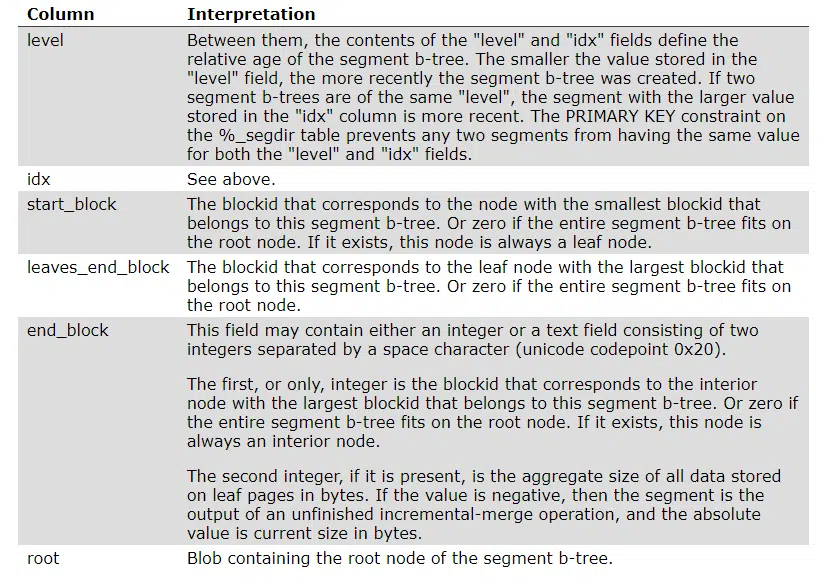 Column Interpretation
level Between them, the contents of the "level" and "idx" fields define the
relative age of the segment b-tree. The smaller the value stored in the
"level" field, the more recently the segment b-tree was created. If two
segment b-trees are of the same "level", the segment with the larger value
stored in the "idx" column is more recent. The PRIMARY KEY constraint on
the %_segdir table prevents any two segments from having the same value
for both the "level" and "idx" fields.
idx See above.
start_block The blockid that corresponds to the node with the smallest blockid that
belongs to this segment b-tree. Or zero if the entire segment b-tree fits on
the root node. If it exists, this node is always a leaf node.
leaves_end_block The blockid that corresponds to the leaf node with the largest blockid that
belongs to this segment b-tree. Or zero if the entire segment b-tree fits on
the root node.
end_block This field may contain either an integer or a text field consisting of two
integers separated by a space character (unicode codepoint 0x20).
The first, or only, integer is the blockid that corresponds to the interior
node with the largest blockid that belongs to this segment b-tree. Or zero if
the entire segment b-tree fits on the root node. If it exists, this node is
always an interior node.
The second integer, if it is present, is the aggregate size of all data stored
on leaf pages in bytes. If the value is negative, then the segment is the
output of an unfinished incremental-merge operation, and the absolute
value is current size in bytes.
root Blob containing the root node of the segment b-tree.